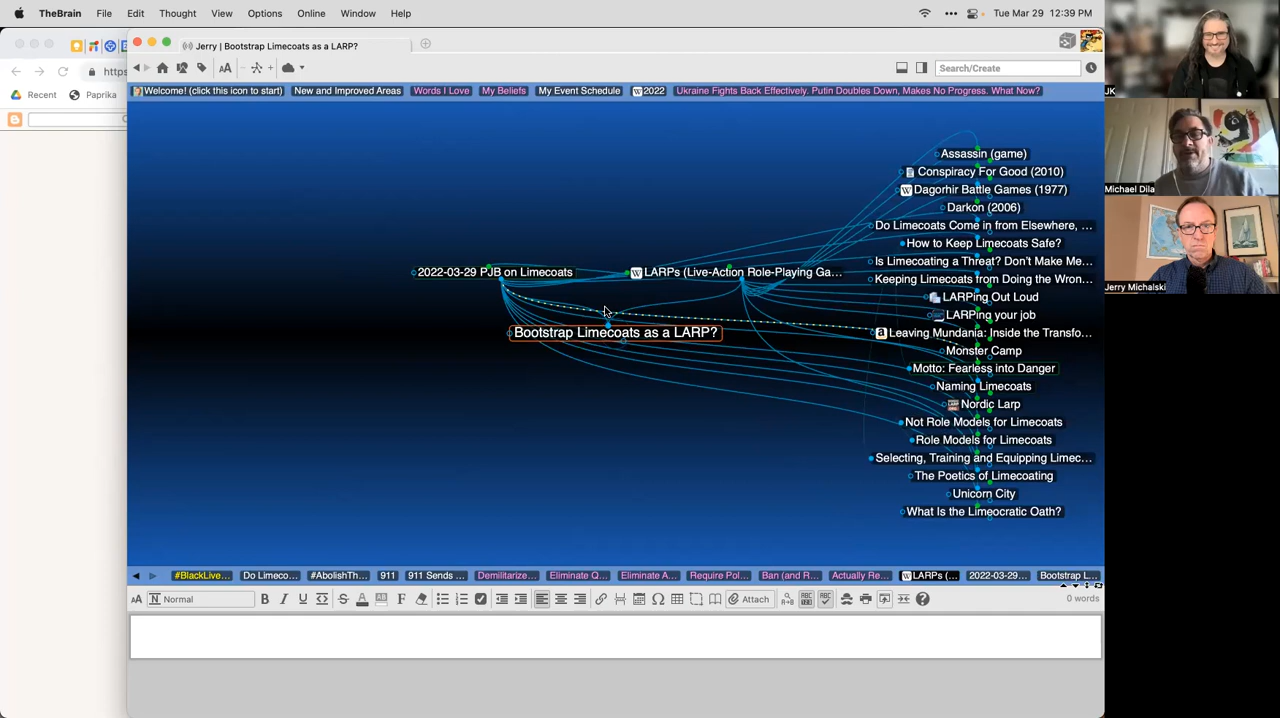 TheBrain File Edit Thought View Options Online Window Help Tue Mar 29 12:39 PM
Jerry | Bootstrap Limecoats as a LARP?
https
Search/Create
Recent Paprika
Welcome! (click this icon to start) New and Improved Areas Words I Love My Beliefs My Event Schedule 2022 Ukraine Fights Back Effectively. Putin Doubles Down, Makes No Progress. What Now?
JK
Assassin (game)
Conspiracy For Good (2010)
Dagorhir Battle Games (1977)
Michael Dila
Darkon (2006)
Do Limecoats Come in from Elsewhere, ...
How to Keep Limecoats Safe?
Is Limecoating a Threat? Don't Make Me...
2022-03-29 PJB on Limecoats LARPs (Live-Action Role-Playing Ga...
Keeping Limecoats from Doing the Wron...
Jerry Michalski
LARPing Out Loud
LARPing your job
Bootstrap Limecoats as a LARP?
Leaving Mundania: Inside the Transfo...
Monster Camp
Motto: Fearless into Danger
Naming Limecoats
Nordic Larp
Not Role Models for Limecoats
Role Models for Limecoats
Selecting, Training and Equipping Limec...
The Poetics of Limecoating
Unicorn City
What Is the Limeocratic Oath?
#BlackLive... Do Limeco... #AbolishTh... 911 911 Sends ... Demilitarize... Eliminate Q... Eliminate A... Require Pol... Ban (and R... Actually Re... LARPs (... 2022-03-29... Bootstrap L...
Normal B I U S A Attach 0 words